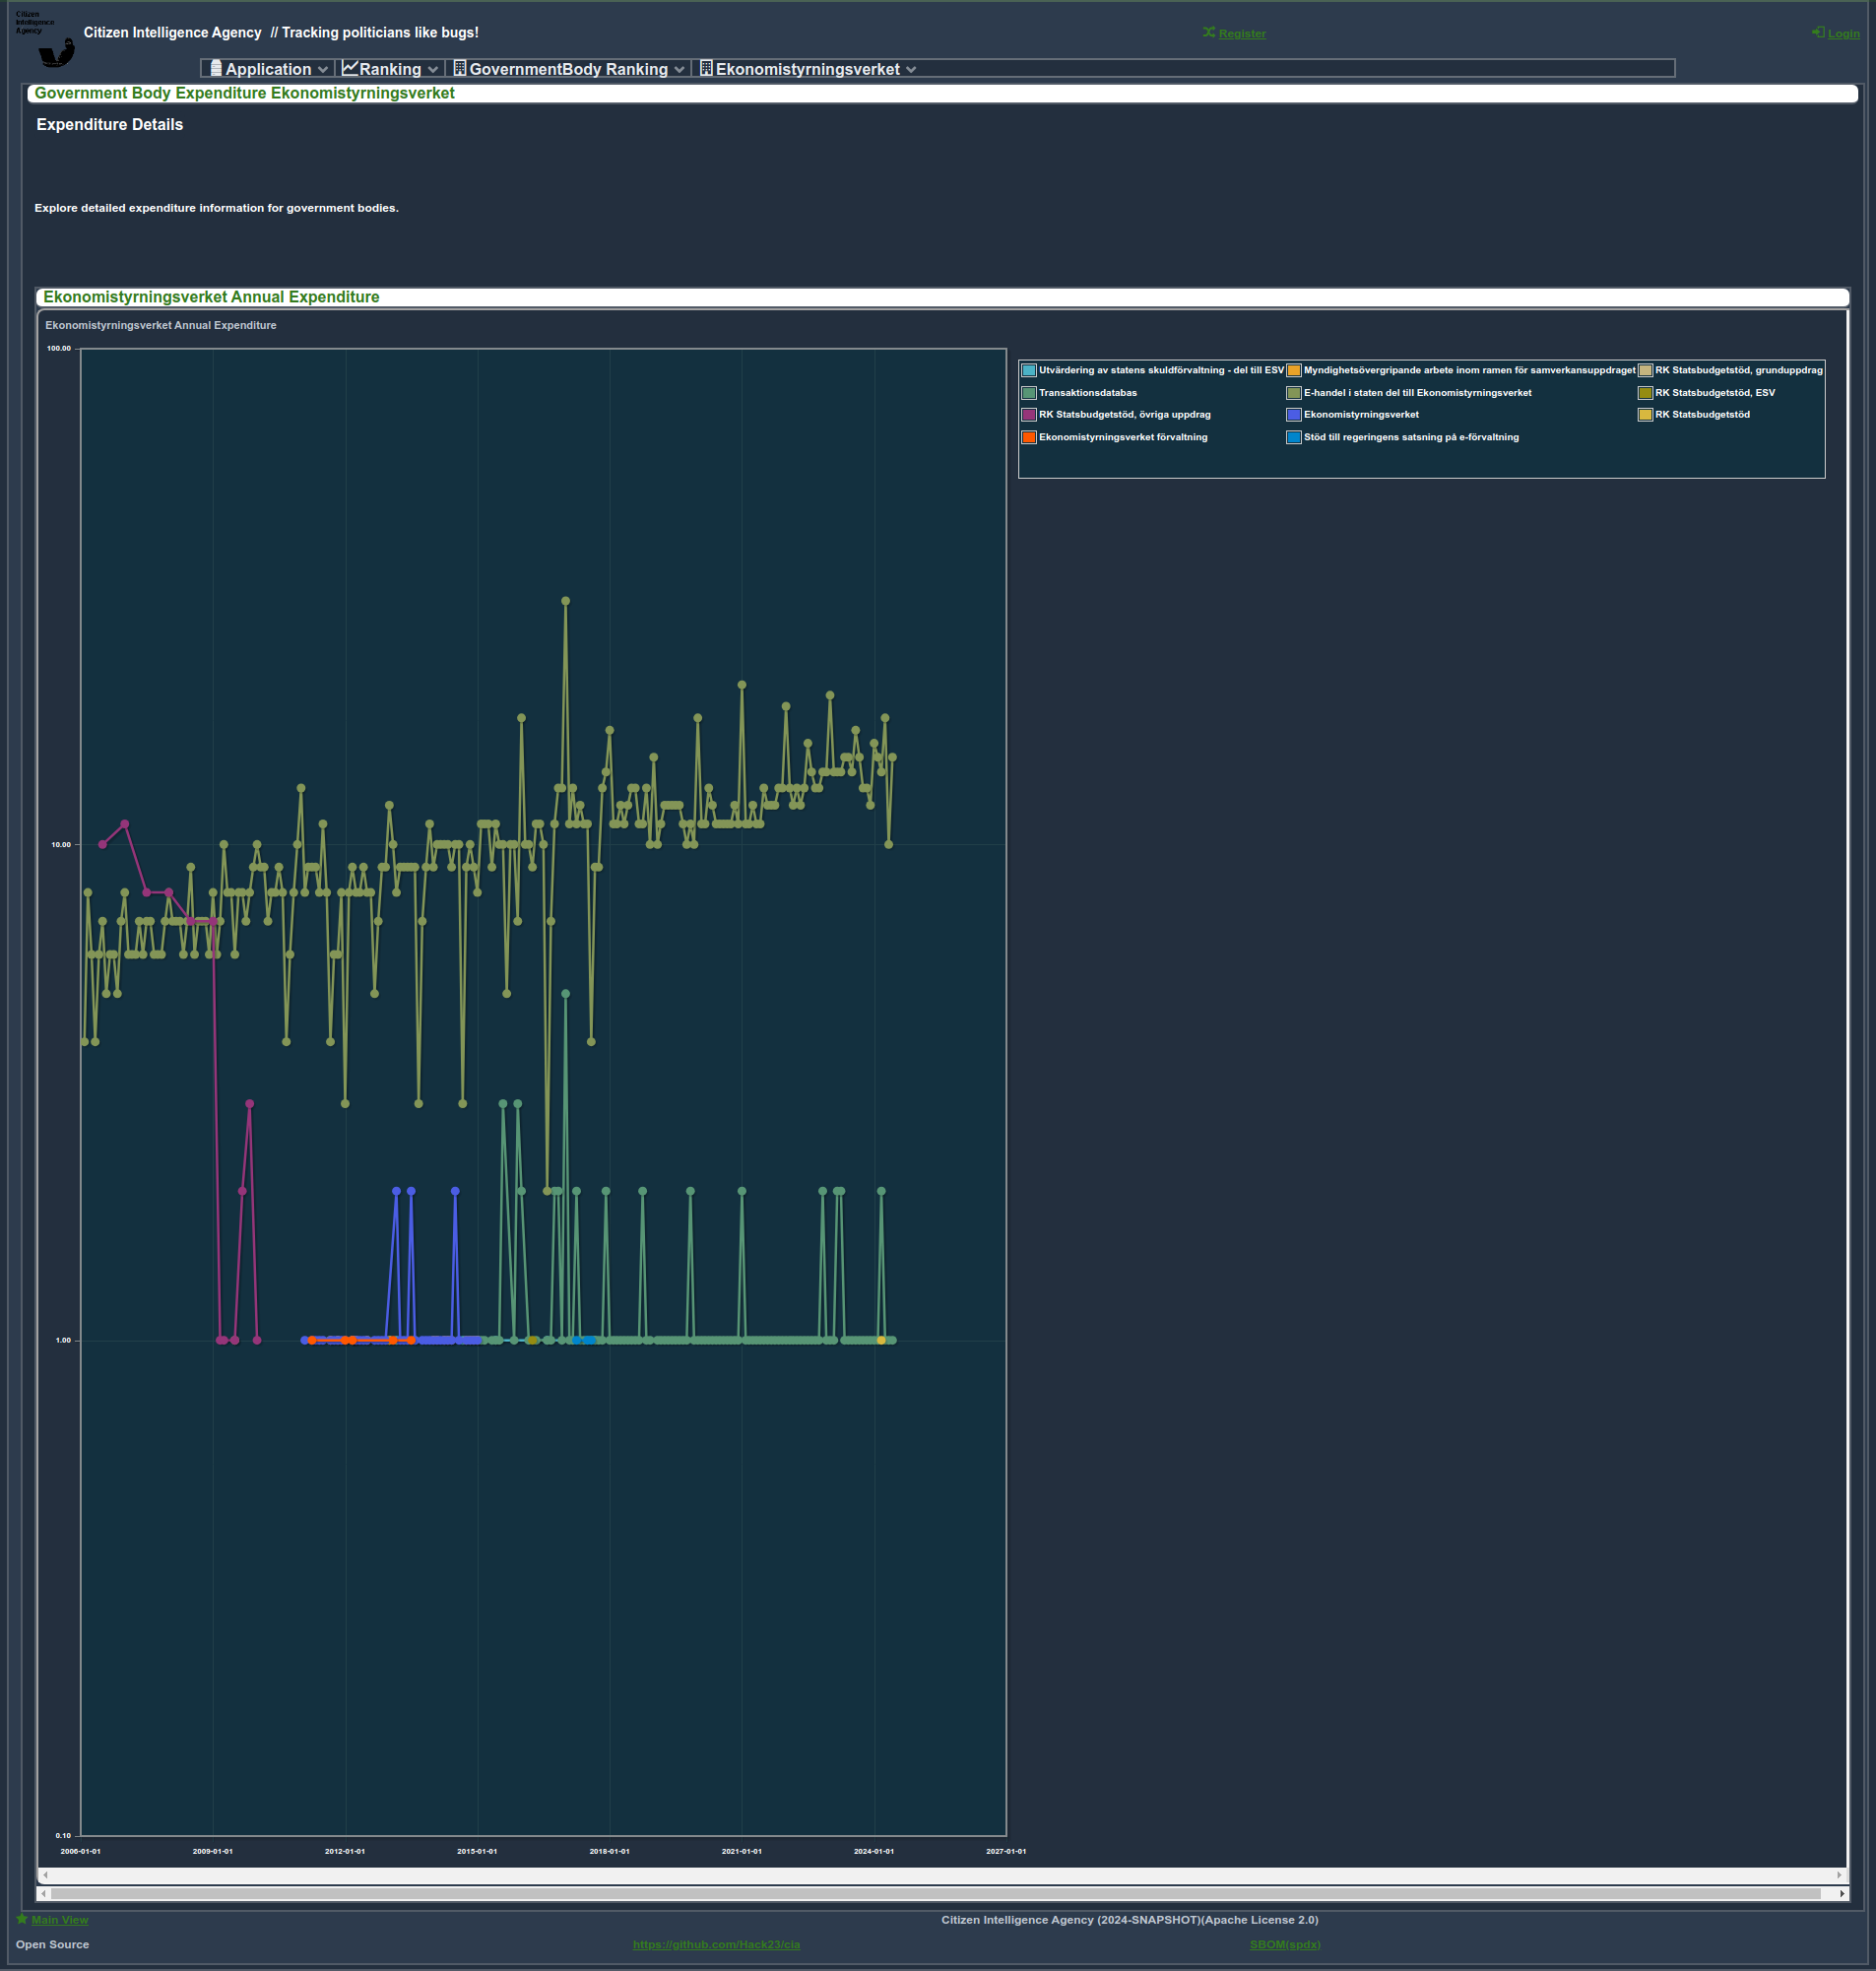 Citizen
Intelligence
Agency
Citizen Intelligence Agency // Tracking politicians like bugs!
Register
Login
Application
Ranking
GovernmentBody Ranking
Ekonomistyrningsverket
Government Body Expenditure Ekonomistyrningsverket
Expenditure Details
Explore detailed expenditure information for government bodies.
Ekonomistyrningsverket Annual Expenditure
Ekonomistyrningsverket Annual Expenditure
100.00
10.00
1.00
0.10
2006-01-01
2009-01-01
2012-01-01
2015-01-01
2018-01-01
2021-01-01
2024-01-01
2027-01-01
Utvärdering av statens skuldförvaltning - del till ESV
Myndighetsövergripande arbete inom ramen för samverkansuppdraget
RK Statsbudgetstöd, grunduppdrag
Transaktionsdatabas
E-handel i staten del till Ekonomistyrningsverket
RK Statsbudgetstöd, ESV
RK Statsbudgetstöd, övriga uppdrag
Ekonomistyrningsverket
RK Statsbudgetstöd
Ekonomistyrningsverket förvaltning
Stöd till regeringens satsning på e-förvaltning
Main View
Citizen Intelligence Agency (2024-SNAPSHOT)(Apache License 2.0)
Open Source
https://github.com/Hack23/cia
SBOM(spdx)